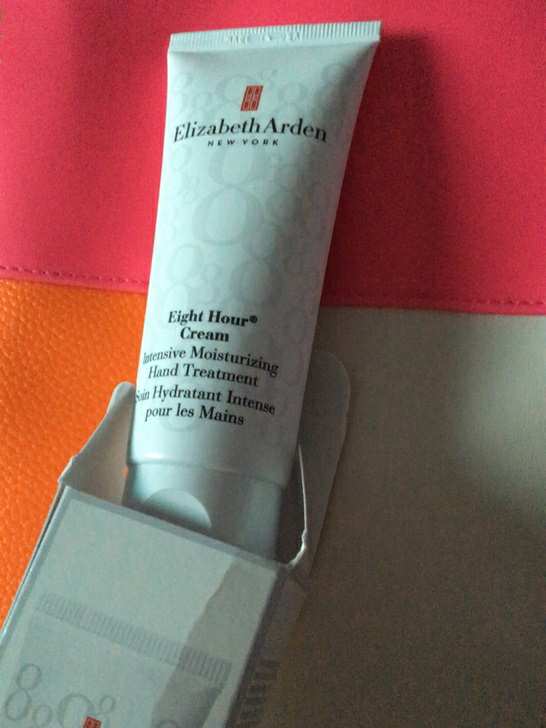 Elizabeth Arden
NEW YORK
Eight Hour®
Cream
Intensive Moisturizing
Hand Treatment
Soin Hydratant Intense
pour les Mains